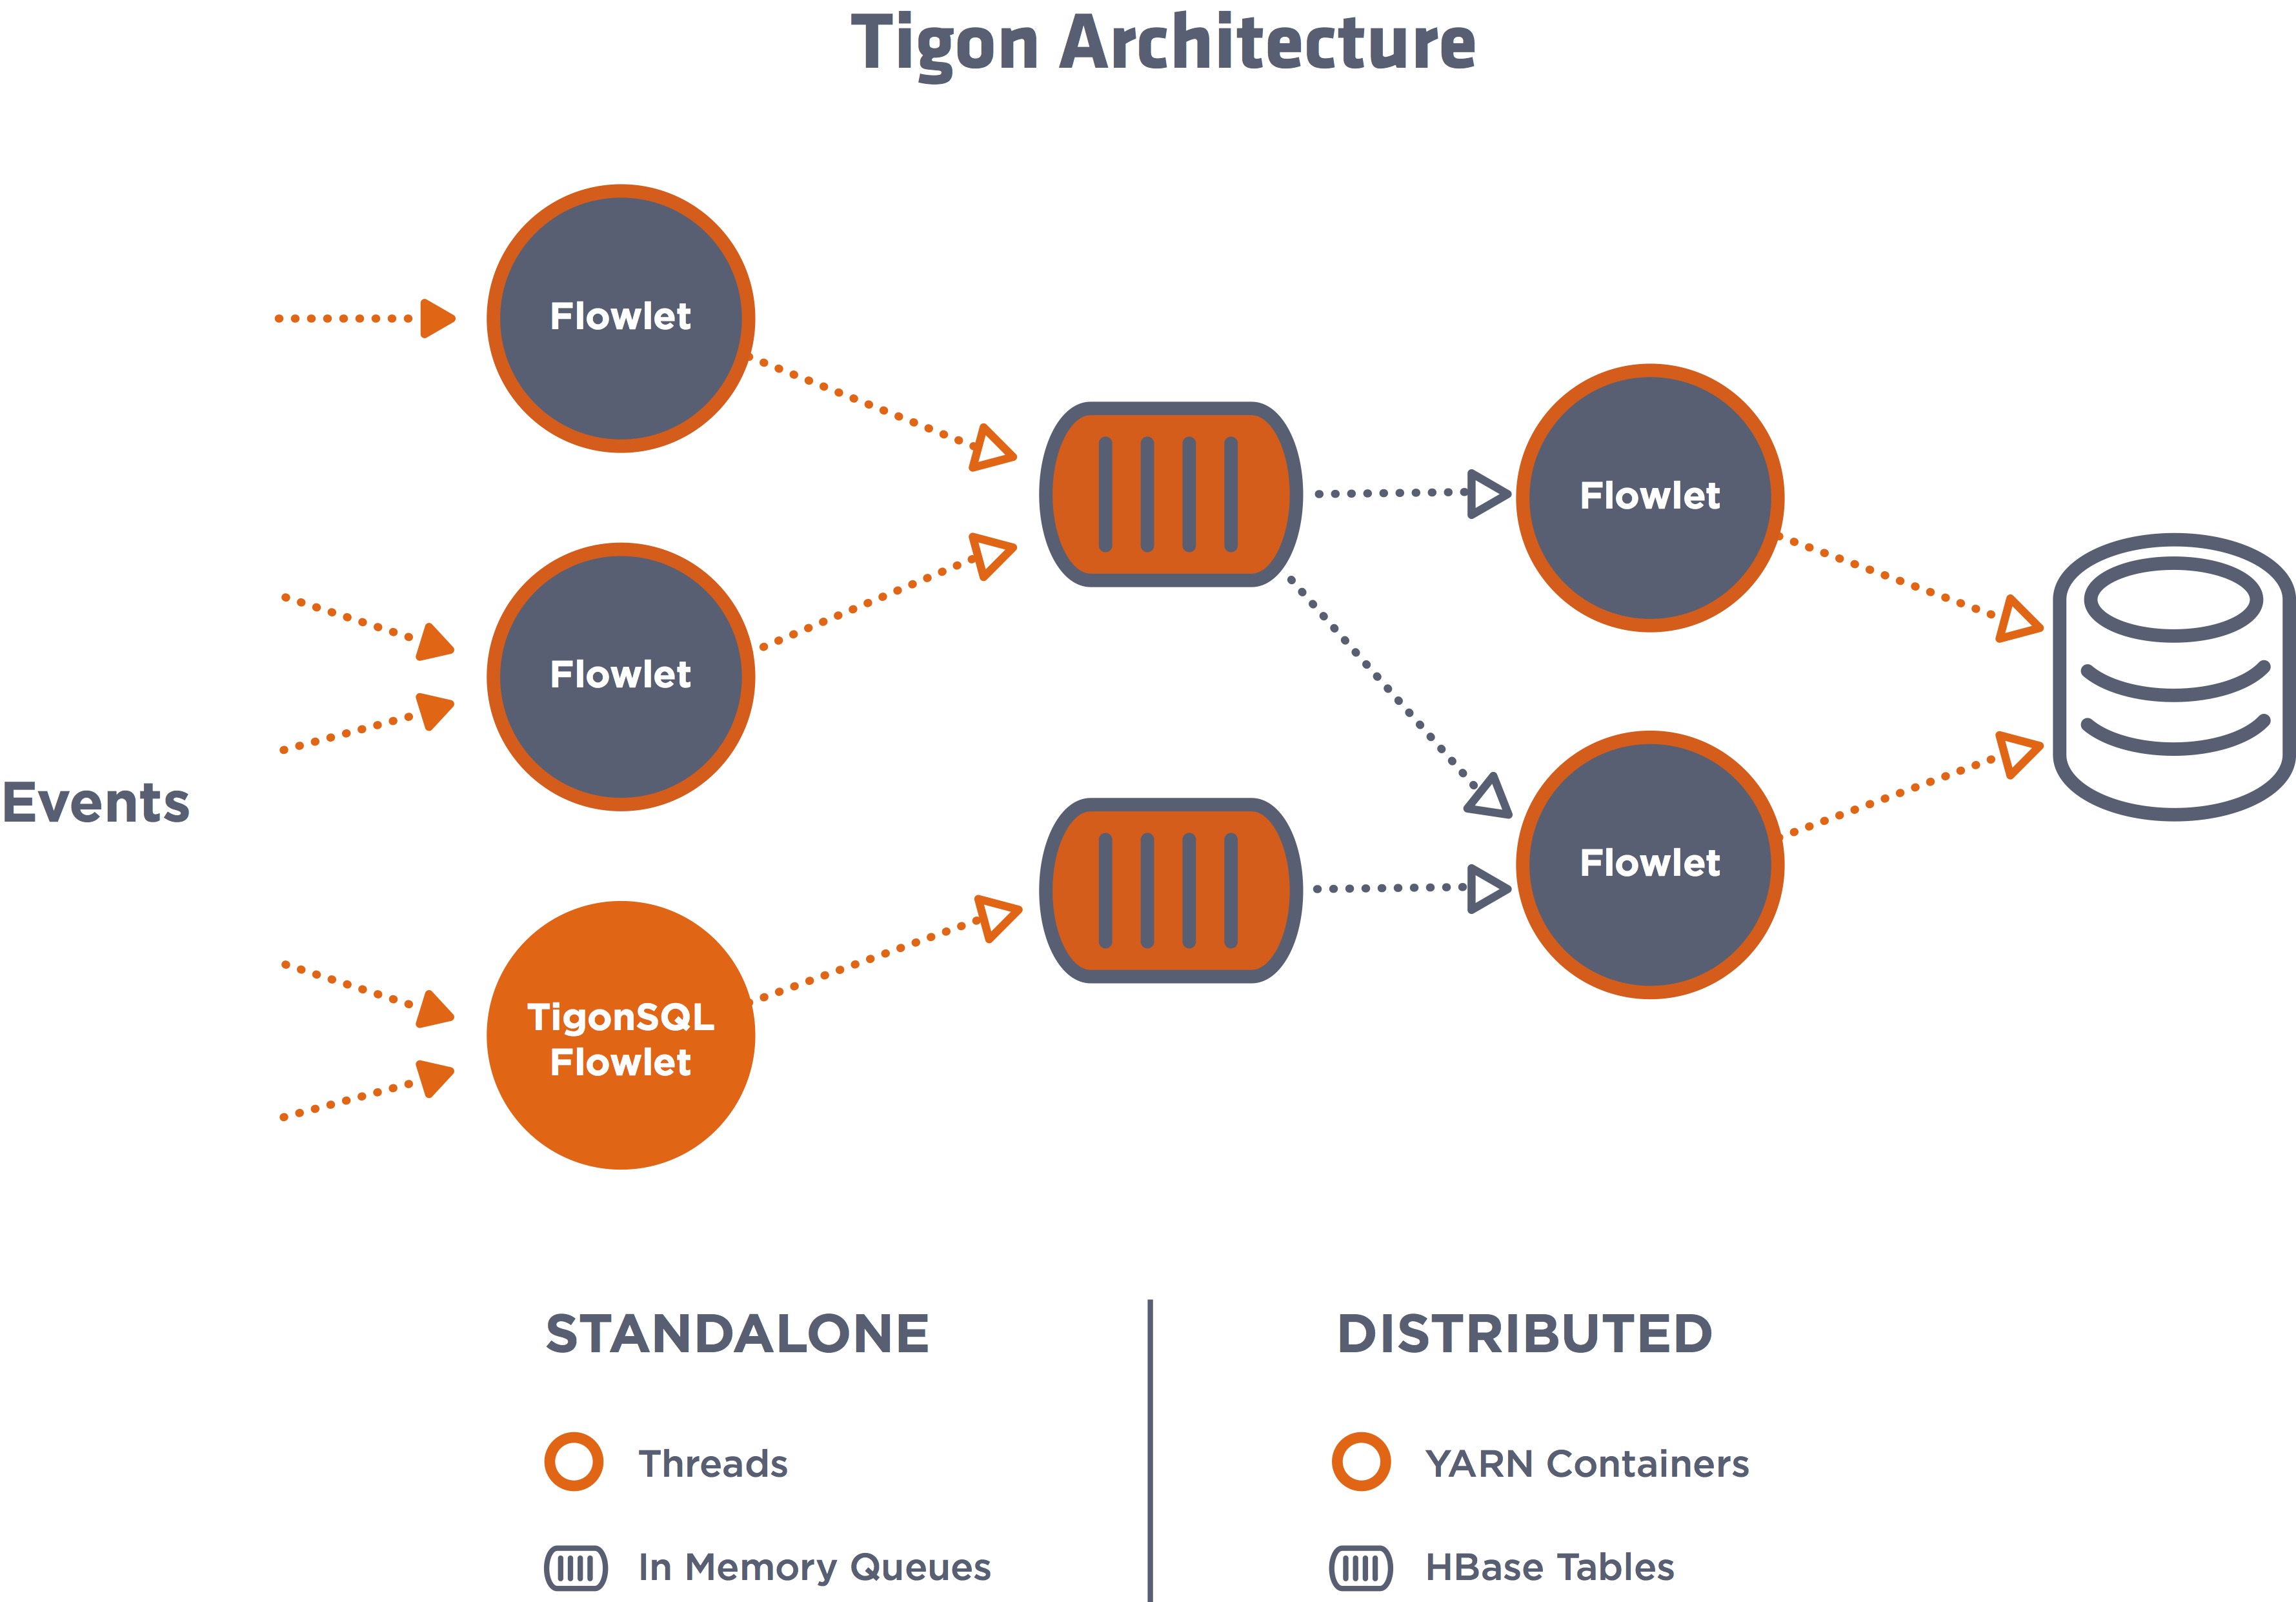 Tigon Architecture
Flowlet
Flowlet
Flowlet
Events
Flowlet
TigonSQL
Flowlet
STANDALONE
DISTRIBUTED
Threads
YARN Containers
In Memory Queues
HBase Tables